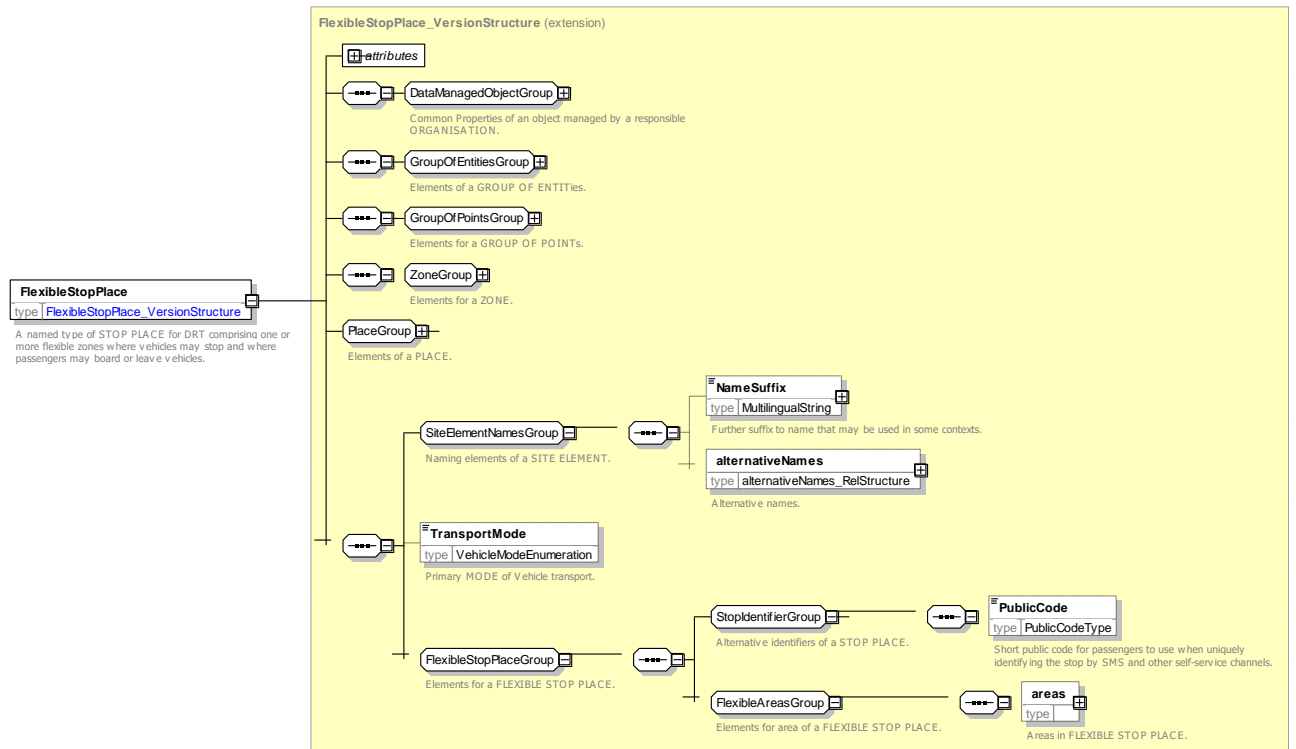 FlexibleStopPlace_VersionStructure (extension)
attributes
DataManagedObjectGroup
Common Properties of an object managed by a responsible
ORGANISATION.
GroupOfEntitiesGroup
Elements of a GROUP OF ENTITies.
GroupOfPointsGroup
Elements for a GROUP OF POINTs.
ZoneGroup
Elements for a ZONE.
FlexibleStopPlace
type FlexibleStopPlace_VersionStructure
A named type of STOP PLACE for DRT comprising one or
more flexible zones where vehicles may stop and where
passengers may board or leave vehicles.
PlaceGroup
Elements of a PLACE.
SiteElementNamesGroup
Naming elements of a SITE ELEMENT.
NameSuffix
type MultilingualString
Further suffix to name that may be used in some contexts.
alternativeNames
type alternativeNames_RelStructure
Alternative names.
TransportMode
type VehicleModeEnumeration
Primary MODE of Vehicle transport.
FlexibleStopPlaceGroup
Elements for a FLEXIBLE STOP PLACE.
StopIdentifierGroup
Alternative identifiers of a STOP PLACE.
PublicCode
type PublicCodeType
Short public code for passengers to use when uniquely
identifying the stop by SMS and other self-service channels.
FlexibleAreasGroup
Elements for area of a FLEXIBLE STOP PLACE.
areas
type
Areas in FLEXIBLE STOP PLACE.